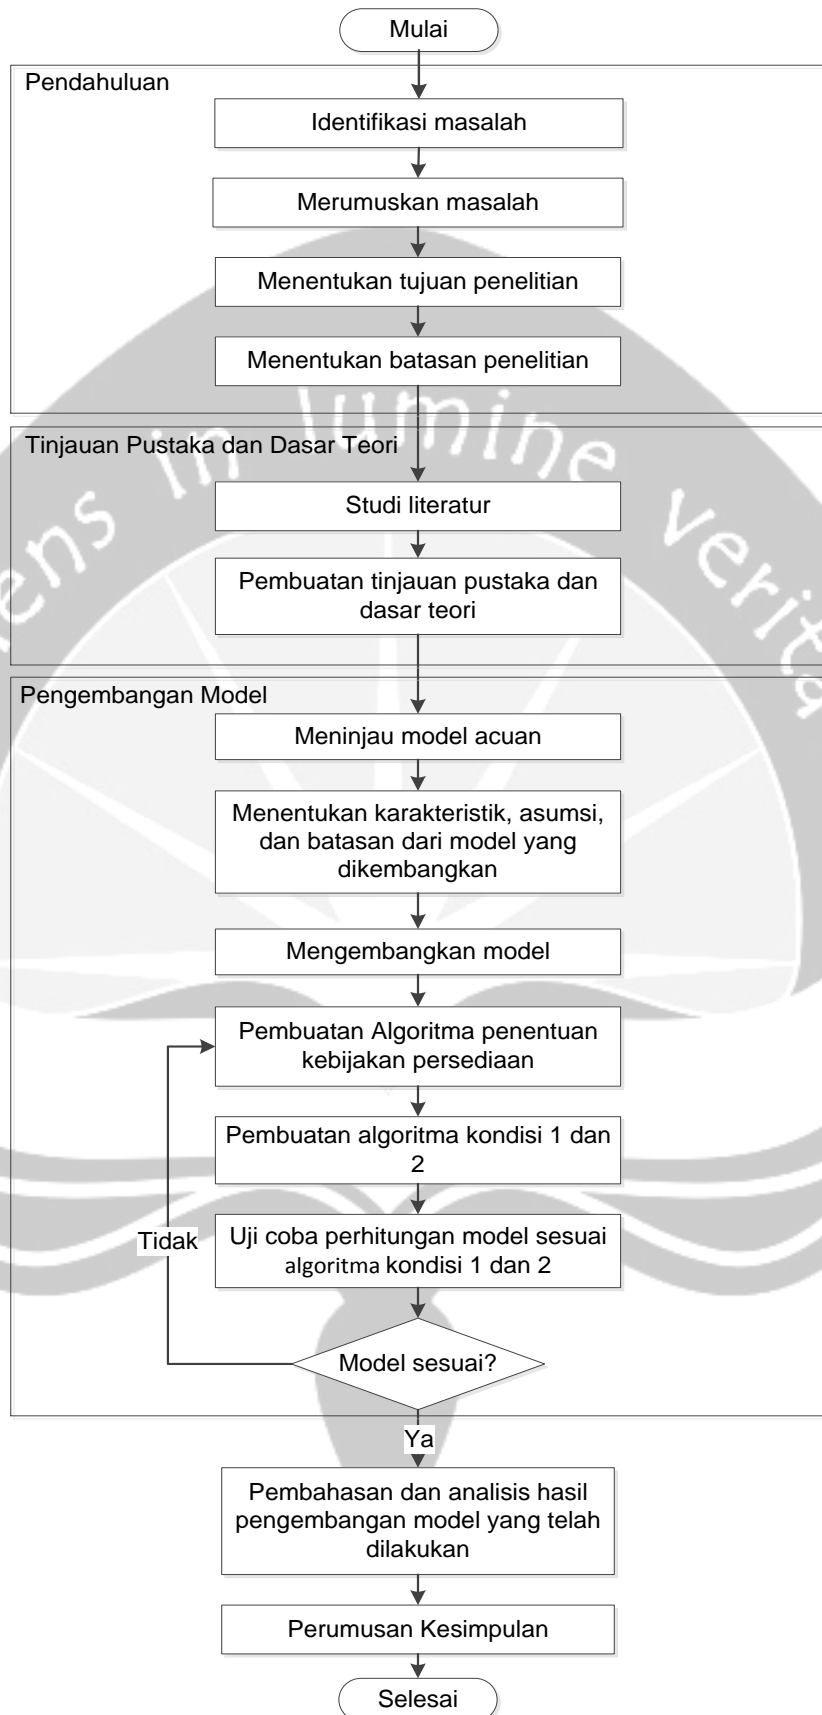 Mulai
Pendahuluan
Identifikasi masalah
Merumuskan masalah
Menentukan tujuan penelitian
Menentukan batasan penelitian
in lumine veritas
ens
Tinjauan Pustaka dan Dasar Teori
Studi literatur
Pembuatan tinjauan pustaka dan
dasar teori
Pengembangan Model
Meninjau model acuan
Menentukan karakteristik, asumsi,
dan batasan dari model yang
dikembangkan
Mengembangkan model
Pembuatan Algoritma penentuan
kebijakan persediaan
Pembuatan algoritma kondisi 1 dan
2
Uji coba perhitungan model sesuai
algoritma kondisi 1 dan 2
Tidak
Model sesuai?
Ya
Pembahasan dan analisis hasil
pengembangan model yang telah
dilakukan
Perumusan Kesimpulan
Selesai